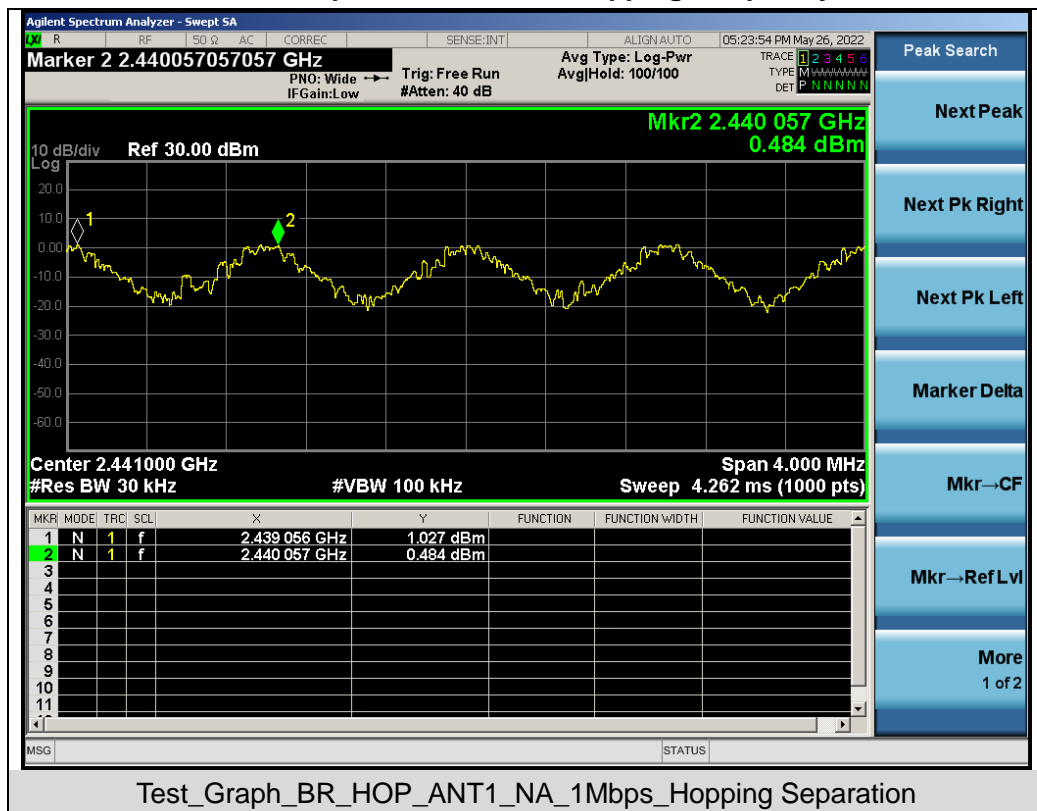 Agilent Spectrum Analyzer - Swept SA
LXI R RF 50 Ω AC CORREC SENSE:INT ALIGN AUTO 05:23:54 PM May 26, 2022
Marker 2 2.440057057057 GHz
PNO: Wide
IFGain:Low
Trig: Free Run
#Atten: 40 dB
Avg Type: Log-Pwr
Avg|Hold: 100/100
TRACE 1 2 3 4 5 6
TYPE M WWWWW
DET P N N N N N
Mkr2 2.440 057 GHz
0.484 dBm
10 dB/div Ref 30.00 dBm
Log
20.0
10.0
0.00
-10.0
-20.0
-30.0
-40.0
-50.0
-60.0
1
2
Center 2.441000 GHz Span 4.000 MHz
#Res BW 30 kHz #VBW 100 kHz Sweep 4.262 ms (1000 pts)
MKR MODE TRC SCL X Y FUNCTION FUNCTION WIDTH FUNCTION VALUE
1 N 1 f 2.439 056 GHz 1.027 dBm
2 N 1 f 2.440 057 GHz 0.484 dBm
3
4
5
6
7
8
9
10
11
MSG STATUS
Peak Search
Next Peak
Next Pk Right
Next Pk Left
Marker Delta
Mkr→CF
Mkr→Ref Lvl
More
1 of 2
Test_Graph_BR_HOP_ANT1_NA_1Mbps_Hopping Separation